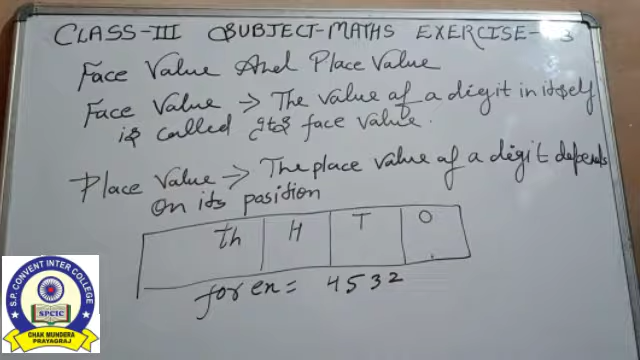 CLASS-III SUBJECT-MATHS EXERCISE- 3
Face Value And Place Value
Face Value → The value of a digit in itself
is called its face value.
Place Value → The place value of a digit depends
on its pasition
th H T O
for ex = 4532
S.P. CONVENT INTER COLLEGE
SPCIC
CHAK MUNDERA
PRAYAGRAJ